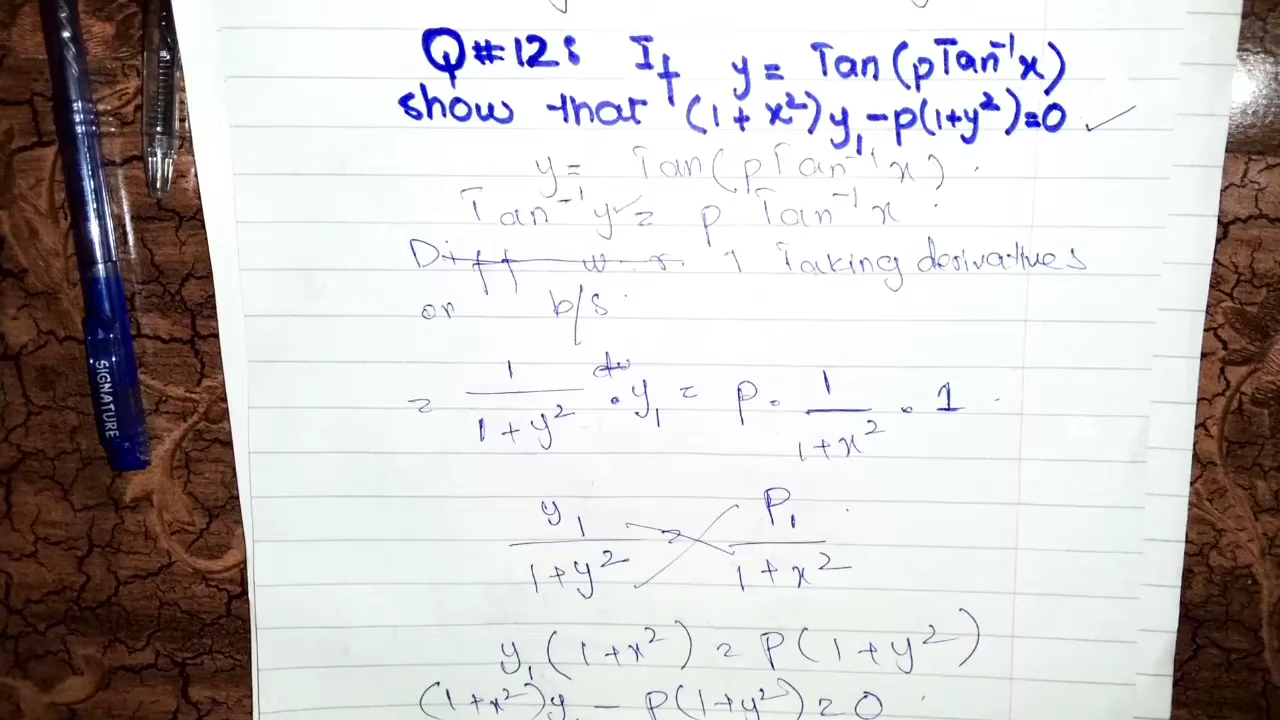 Q#12: If y = Tan(pTan⁻¹x)
show that (1+x²)y₁-p(1+y²)=0
y = Tan(pTan⁻¹x).
Tan⁻¹y = p Tan⁻¹x.
Diff w.r. Taking derivatives
on b/s.
= 1/(1+y²) · y₁ = p · 1/(1+x²) · 1
y₁/(1+y²) = P₁/(1+x²)
y₁(1+x²) = P(1+y²)
(1+x²)y₁ - p(1+y²) = 0
SIGNATURE